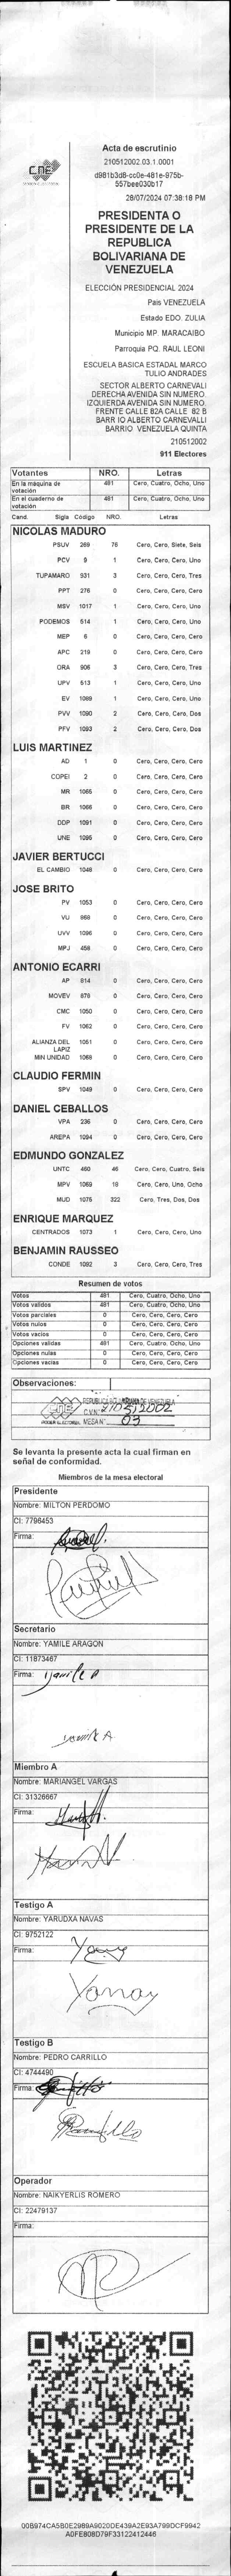 Acta de escrutinio
210512002.03.1.0001
d981b3d8-cc0e-481e-975b-
557bee030b17
28/07/2024 07:38:18 PM
CNE
PRESIDENTA O
PRESIDENTE DE LA
REPUBLICA
BOLIVARIANA DE
VENEZUELA
ELECCIÓN PRESIDENCIAL 2024
Pais VENEZUELA
Estado EDO. ZULIA
Municipio MP. MARACAIBO
Parroquia PQ. RAUL LEONI
ESCUELA BASICA ESTADAL MARCO
TULIO ANDRADES
SECTOR ALBERTO CARNEVALI
DERECHA AVENIDA SIN NUMERO.
IZQUIERDA AVENIDA SIN NUMERO.
FRENTE CALLE 82A CALLE 82 B
BARR IO ALBERTO CARNEVALLI
BARRIO VENEZUELA QUINTA
210512002
911 Electores
Votantes NRO. Letras
En la máquina de votación 481 Cero, Cuatro, Ocho, Uno
En el cuaderno de votación 481 Cero, Cuatro, Ocho, Uno
Cand. Sigla Código NRO. Letras
NICOLAS MADURO
PSUV 269 76 Cero, Cero, Siete, Seis
PCV 9 1 Cero, Cero, Cero, Uno
TUPAMARO 931 3 Cero, Cero, Cero, Tres
PPT 276 0 Cero, Cero, Cero, Cero
MSV 1017 1 Cero, Cero, Cero, Uno
PODEMOS 514 1 Cero, Cero, Cero, Uno
MEP 6 0 Cero, Cero, Cero, Cero
APC 219 0 Cero, Cero, Cero, Cero
ORA 906 3 Cero, Cero, Cero, Tres
UPV 513 1 Cero, Cero, Cero, Uno
EV 1089 1 Cero, Cero, Cero, Uno
PVV 1090 2 Cero, Cero, Cero, Dos
PFV 1093 2 Cero, Cero, Cero, Dos
LUIS MARTINEZ
AD 1 0 Cero, Cero, Cero, Cero
COPEI 2 0 Cero, Cero, Cero, Cero
MR 1065 0 Cero, Cero, Cero, Cero
BR 1066 0 Cero, Cero, Cero, Cero
DDP 1091 0 Cero, Cero, Cero, Cero
UNE 1095 0 Cero, Cero, Cero, Cero
JAVIER BERTUCCI
EL CAMBIO 1048 0 Cero, Cero, Cero, Cero
JOSE BRITO
PV 1053 0 Cero, Cero, Cero, Cero
VU 868 0 Cero, Cero, Cero, Cero
UVV 1096 0 Cero, Cero, Cero, Cero
MPJ 458 0 Cero, Cero, Cero, Cero
ANTONIO ECARRI
AP 814 0 Cero, Cero, Cero, Cero
MOVEV 878 0 Cero, Cero, Cero, Cero
CMC 1050 0 Cero, Cero, Cero, Cero
FV 1062 0 Cero, Cero, Cero, Cero
ALIANZA DEL LAPIZ 1051 0 Cero, Cero, Cero, Cero
MIN UNIDAD 1068 0 Cero, Cero, Cero, Cero
CLAUDIO FERMIN
SPV 1049 0 Cero, Cero, Cero, Cero
DANIEL CEBALLOS
VPA 236 0 Cero, Cero, Cero, Cero
AREPA 1094 0 Cero, Cero, Cero, Cero
EDMUNDO GONZALEZ
UNTC 460 46 Cero, Cero, Cuatro, Seis
MPV 1069 18 Cero, Cero, Uno, Ocho
MUD 1075 322 Cero, Tres, Dos, Dos
ENRIQUE MARQUEZ
CENTRADOS 1073 1 Cero, Cero, Cero, Uno
BENJAMIN RAUSSEO
CONDE 1092 3 Cero, Cero, Cero, Tres
Resumen de votos
Votos 481 Cero, Cuatro, Ocho, Uno
Votos validos 481 Cero, Cuatro, Ocho, Uno
Votos parciales 0 Cero, Cero, Cero, Cero
Votos nulos 0 Cero, Cero, Cero, Cero
Votos vacios 0 Cero, Cero, Cero, Cero
Opciones validas 481 Cero, Cuatro, Ocho, Uno
Opciones nulas 0 Cero, Cero, Cero, Cero
Opciones vacias 0 Cero, Cero, Cero, Cero
Observaciones:
CNE
PODER ELECTORAL
C.V.Nº 210512002
MESA Nº 03
Se levanta la presente acta la cual firman en
señal de conformidad.
Miembros de la mesa electoral
Presidente
Nombre: MILTON PERDOMO
CI: 7796453
Firma:
Secretario
Nombre: YAMILE ARAGON
CI: 11873467
Firma: Yamile A
Yamile A
Miembro A
Nombre: MARIANGEL VARGAS
CI: 31326667
Firma:
Testigo A
Nombre: YARUDXA NAVAS
CI: 9752122
Firma:
Testigo B
Nombre: PEDRO CARRILLO
CI: 4744490
Firma:
Operador
Nombre: NAIKYERLIS ROMERO
CI: 22479137
Firma:
00B974CA5B0E2989A9020DE439A2E93A799DCF9942
A0FE808D79F33122412446